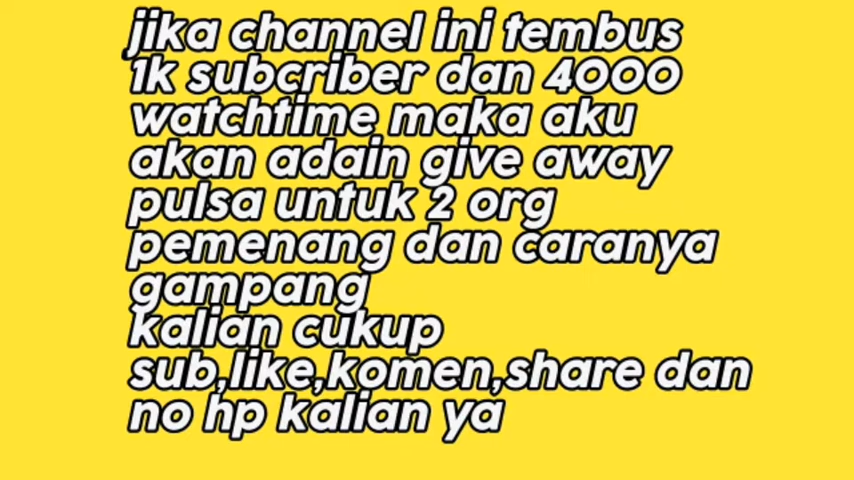 jika channel ini tembus
1k subcriber dan 4000
watchtime maka aku
akan adain give away
pulsa untuk 2 org
pemenang dan caranya
gampang
kalian cukup
sub,like,komen,share dan
no hp kalian ya